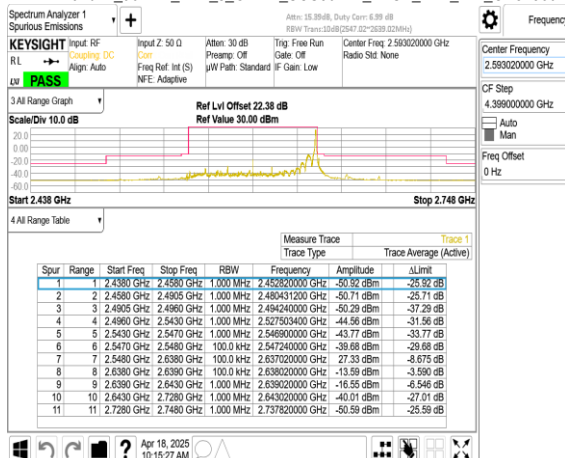 Spectrum Analyzer 1
Spurious Emissions
Attn: 15.39dB, Duty Corr: 6.99 dB
RBW Trans:10dB(2547.02~2639.02MHz)
Frequency
KEYSIGHT
RL
PASS
Input: RF
Coupling: DC
Align: Auto
Input Z: 50 Ω
Corr
Freq Ref: Int (S)
NFE: Adaptive
Atten: 30 dB
Preamp: Off
µW Path: Standard
Trig: Free Run
Gate: Off
IF Gain: Low
Center Freq: 2.593020000 GHz
Radio Std: None
Center Frequency
2.593020000 GHz
CF Step
4.399000000 GHz
Auto
Man
Freq Offset
0 Hz
3 All Range Graph
Scale/Div 10.0 dB
Ref Lvl Offset 22.38 dB
Ref Value 30.00 dBm
20.0
0.00
-20.0
-40.0
-60.0
Start 2.438 GHz
Stop 2.748 GHz
4 All Range Table
Measure Trace Trace 1
Trace Type Trace Average (Active)
Spur Range Start Freq Stop Freq RBW Frequency Amplitude ΔLimit
1 1 2.4380 GHz 2.4580 GHz 1.000 MHz 2.452820000 GHz -50.92 dBm -25.92 dB
2 2 2.4580 GHz 2.4905 GHz 1.000 MHz 2.480431200 GHz -50.71 dBm -25.71 dB
3 3 2.4905 GHz 2.4960 GHz 1.000 MHz 2.494240000 GHz -50.29 dBm -37.29 dB
4 4 2.4960 GHz 2.5430 GHz 1.000 MHz 2.527503400 GHz -44.56 dBm -31.56 dB
5 5 2.5430 GHz 2.5470 GHz 1.000 MHz 2.546900000 GHz -43.77 dBm -33.77 dB
6 6 2.5470 GHz 2.5480 GHz 100.0 kHz 2.547240000 GHz -39.68 dBm -29.68 dB
7 7 2.5480 GHz 2.6380 GHz 100.0 kHz 2.637020000 GHz 27.33 dBm -8.675 dB
8 8 2.6380 GHz 2.6390 GHz 100.0 kHz 2.638020000 GHz -13.59 dBm -3.590 dB
9 9 2.6390 GHz 2.6430 GHz 1.000 MHz 2.639020000 GHz -16.55 dBm -6.546 dB
10 10 2.6430 GHz 2.7280 GHz 1.000 MHz 2.643020000 GHz -40.01 dBm -27.01 dB
11 11 2.7280 GHz 2.7480 GHz 1.000 MHz 2.737820000 GHz -50.59 dBm -25.59 dB
Apr 18, 2025
10:15:27 AM